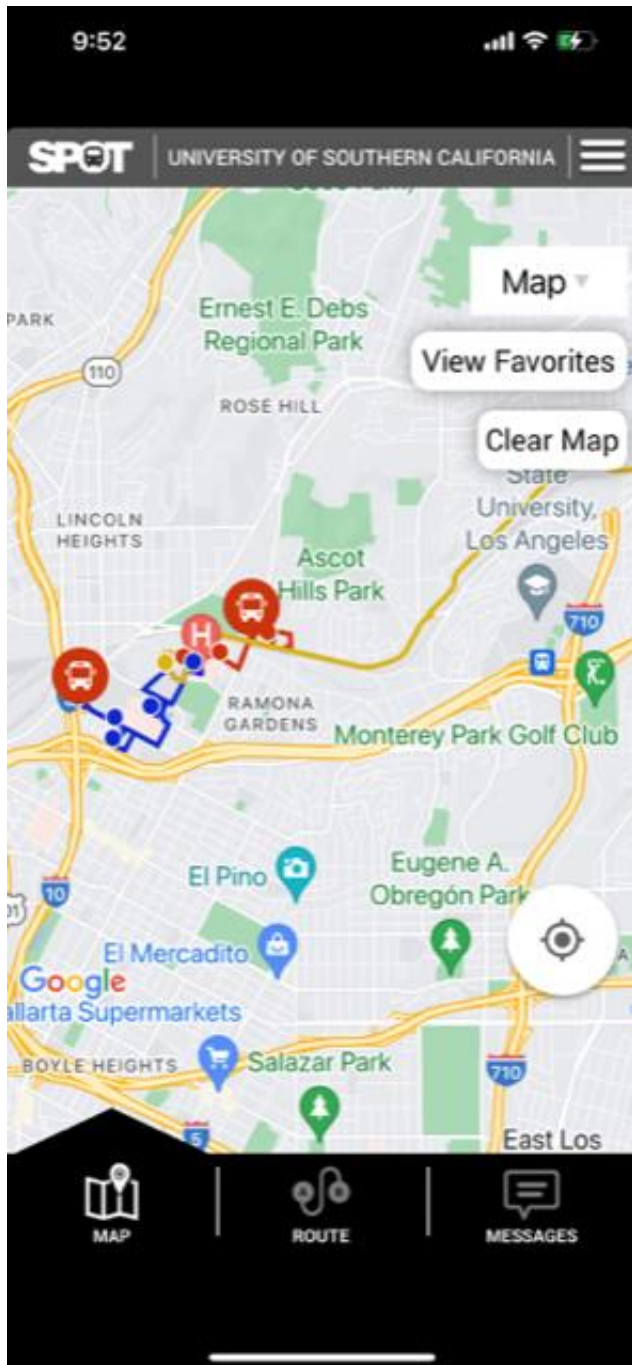 9:52
SPOT
UNIVERSITY OF SOUTHERN CALIFORNIA
Map
Ernest E. Debs
Regional Park
PARK
View Favorites
110
ROSE HILL
Clear Map
State
University,
Los Angeles
LINCOLN
HEIGHTS
Ascot
Hills Park
710
H
RAMONA
GARDENS
Monterey Park Golf Club
El Pino
Eugene A.
Obregón Park
10
El Mercadito
Google
allarta Supermarkets
BOYLE HEIGHTS
Salazar Park
710
5
East Los
MAP
ROUTE
MESSAGES